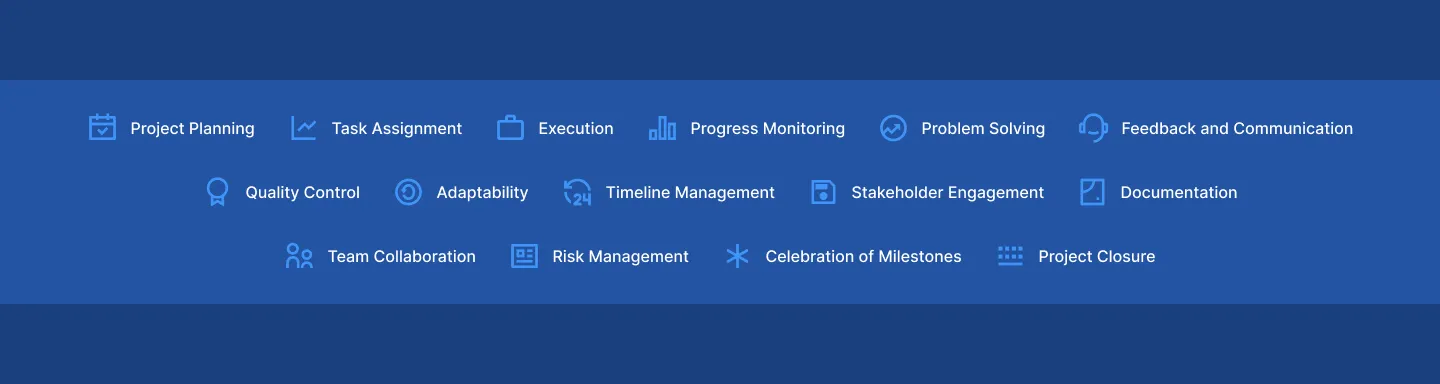 Project Planning Task Assignment Execution Progress Monitoring Problem Solving Feedback and Communication
Quality Control Adaptability 24 Timeline Management Stakeholder Engagement Documentation
Team Collaboration Risk Management Celebration of Milestones Project Closure